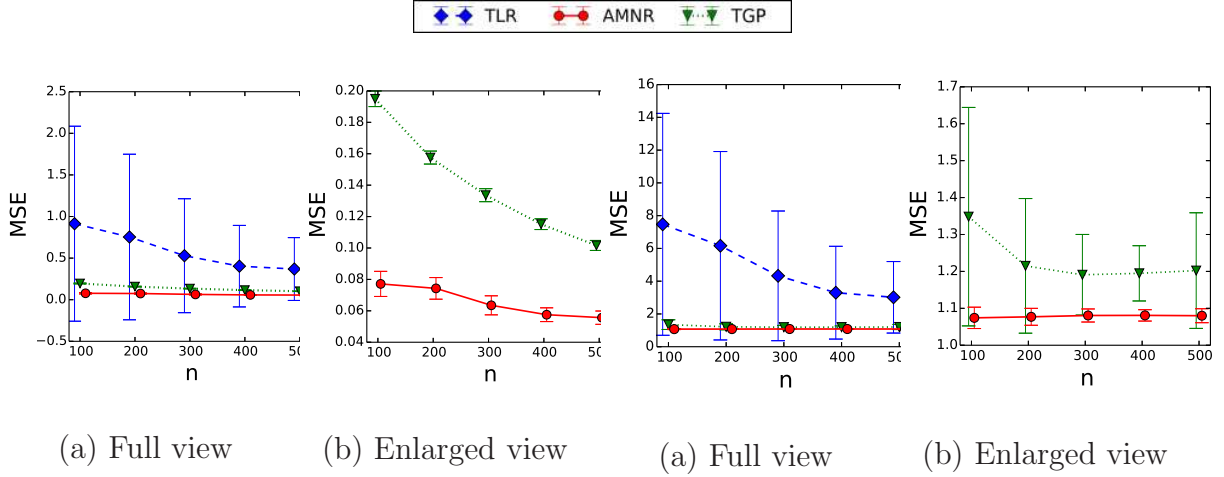 TLR AMNR TGP
2.5
2.0
1.5
1.0
0.5
0.0
−0.5
MSE
100 200 300 400 50
n
0.20
0.18
0.16
0.14
0.12
0.10
0.08
0.06
0.04
MSE
100 200 300 400 50
n
16
14
12
10
8
6
4
2
0
MSE
100 200 300 400 50
n
1.7
1.6
1.5
1.4
1.3
1.2
1.1
1.0
MSE
100 200 300 400 500
n
(a) Full view (b) Enlarged view (a) Full view (b) Enlarged view